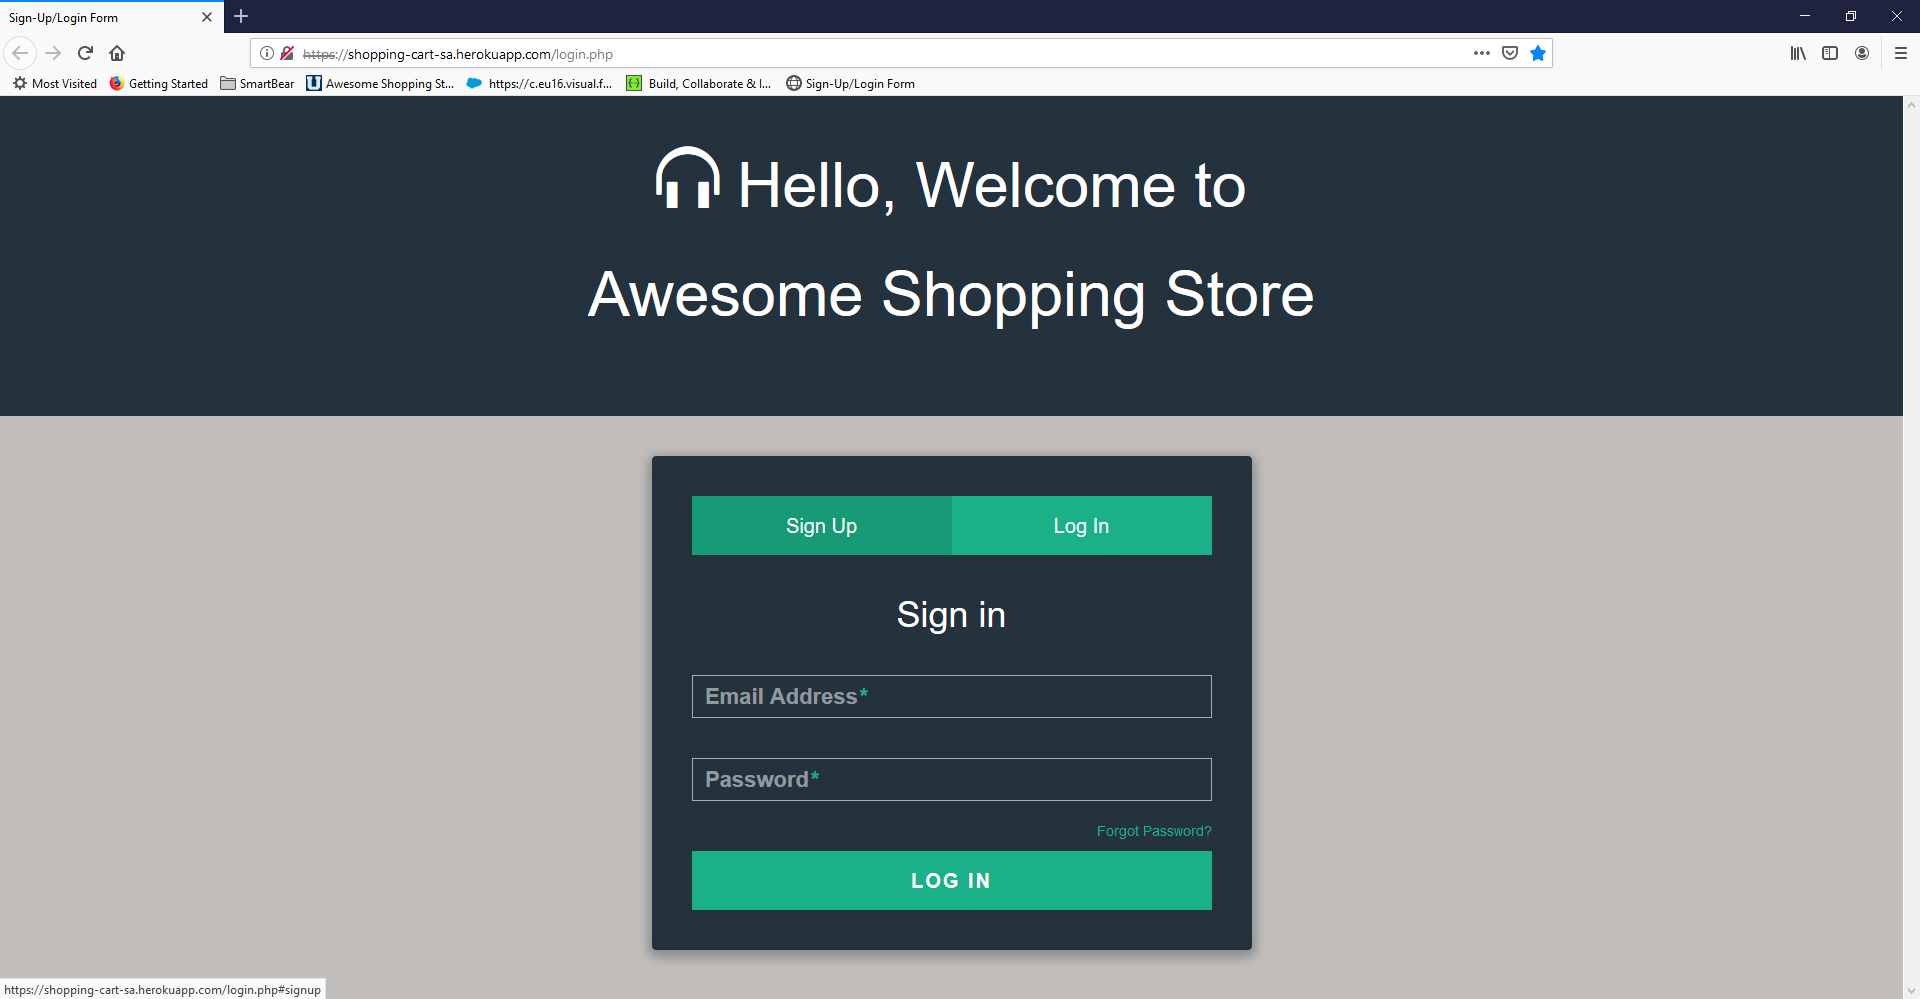 Sign-Up/Login Form
https://shopping-cart-sa.herokuapp.com/login.php
Most Visited Getting Started SmartBear Awesome Shopping St... https://c.eu16.visual.f... Build, Collaborate & I... Sign-Up/Login Form
Hello, Welcome to
Awesome Shopping Store
Sign Up Log In
Sign in
Email Address*
Password*
Forgot Password?
LOG IN
https://shopping-cart-sa.herokuapp.com/login.php#signup